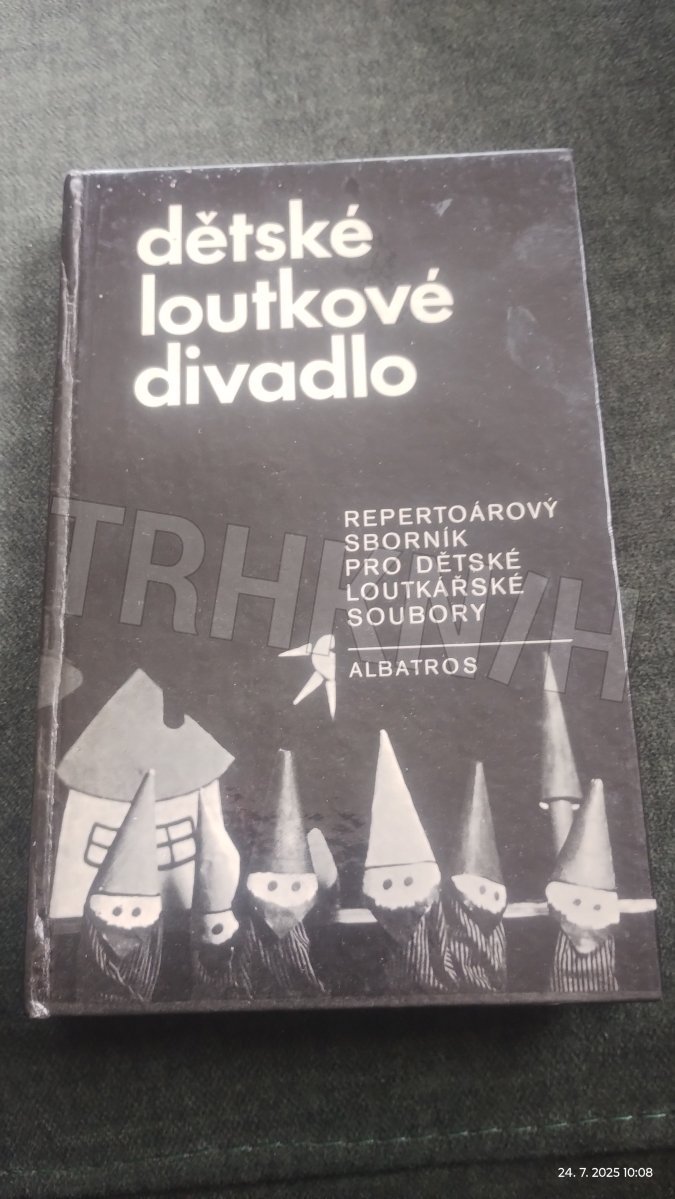 dětské
loutkové
divadlo
REPERTOÁROVÝ
SBORNÍK
PRO DĚTSKÉ
LOUTKÁŘSKÉ
SOUBORY
ALBATROS
TRHKNIH
24. 7. 2025 10:08